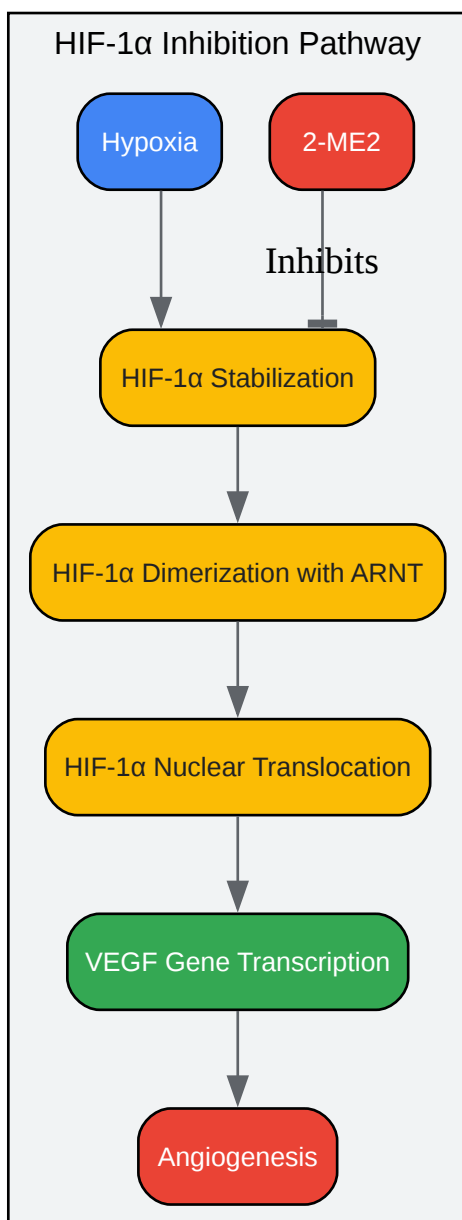 HIF-1α Inhibition Pathway
Hypoxia
2-ME2
Inhibits
HIF-1α Stabilization
HIF-1α Dimerization with ARNT
HIF-1α Nuclear Translocation
VEGF Gene Transcription
Angiogenesis